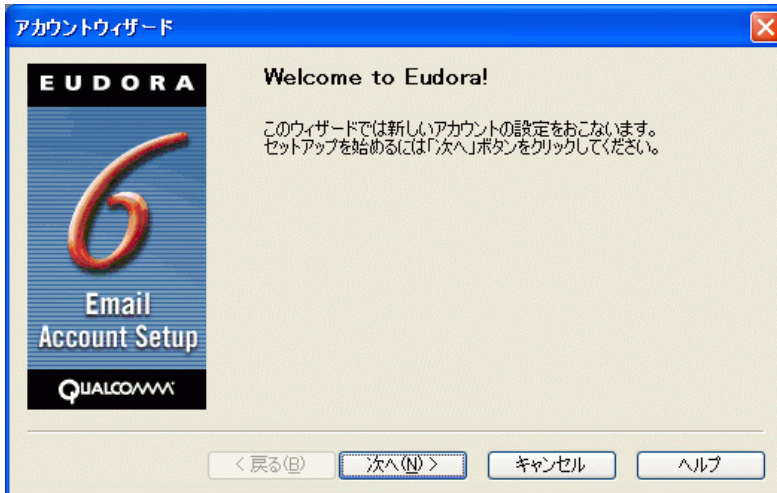 アカウントウィザード
EUDORA
6
Email
Account Setup
QUALCOMM
Welcome to Eudora!
このウィザードでは新しいアカウントの設定をおこないます。
セットアップを始めるには「次へ」ボタンをクリックしてください。
< 戻る(B)
次へ(N) >
キャンセル
ヘルプ